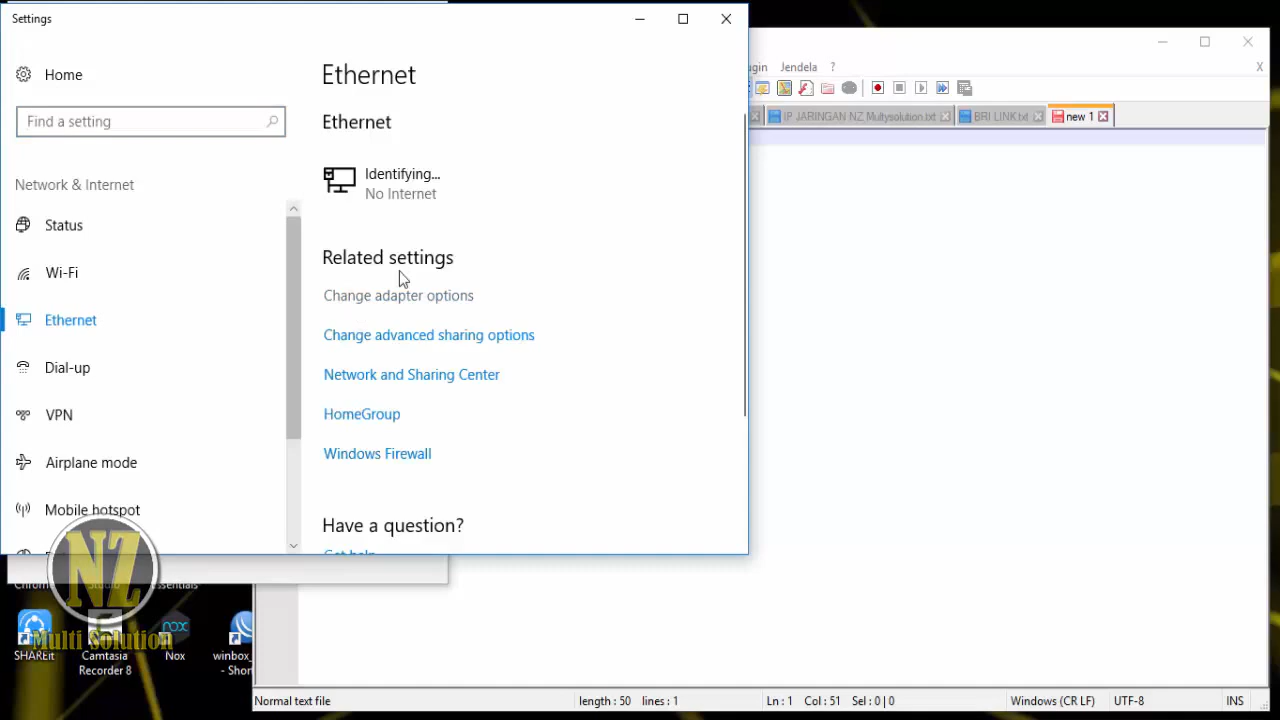 Settings
Home
Find a setting
Network & Internet
Status
Wi-Fi
Ethernet
Dial-up
VPN
Airplane mode
Mobile hotspot
Ethernet
Ethernet
Identifying...
No Internet
Related settings
Change adapter options
Change advanced sharing options
Network and Sharing Center
HomeGroup
Windows Firewall
Have a question?
Get help
Jendela ? X
IP JARINGAN NZ Multysolution.txt BRI LINK.txt new 1
NZ
Multi Solution
SHAREit
Camtasia
Recorder 8
Nox
winbox_
- Shor
Normal text file length : 50 lines : 1 Ln : 1 Col : 51 Sel : 0 | 0 Windows (CR LF) UTF-8 INS